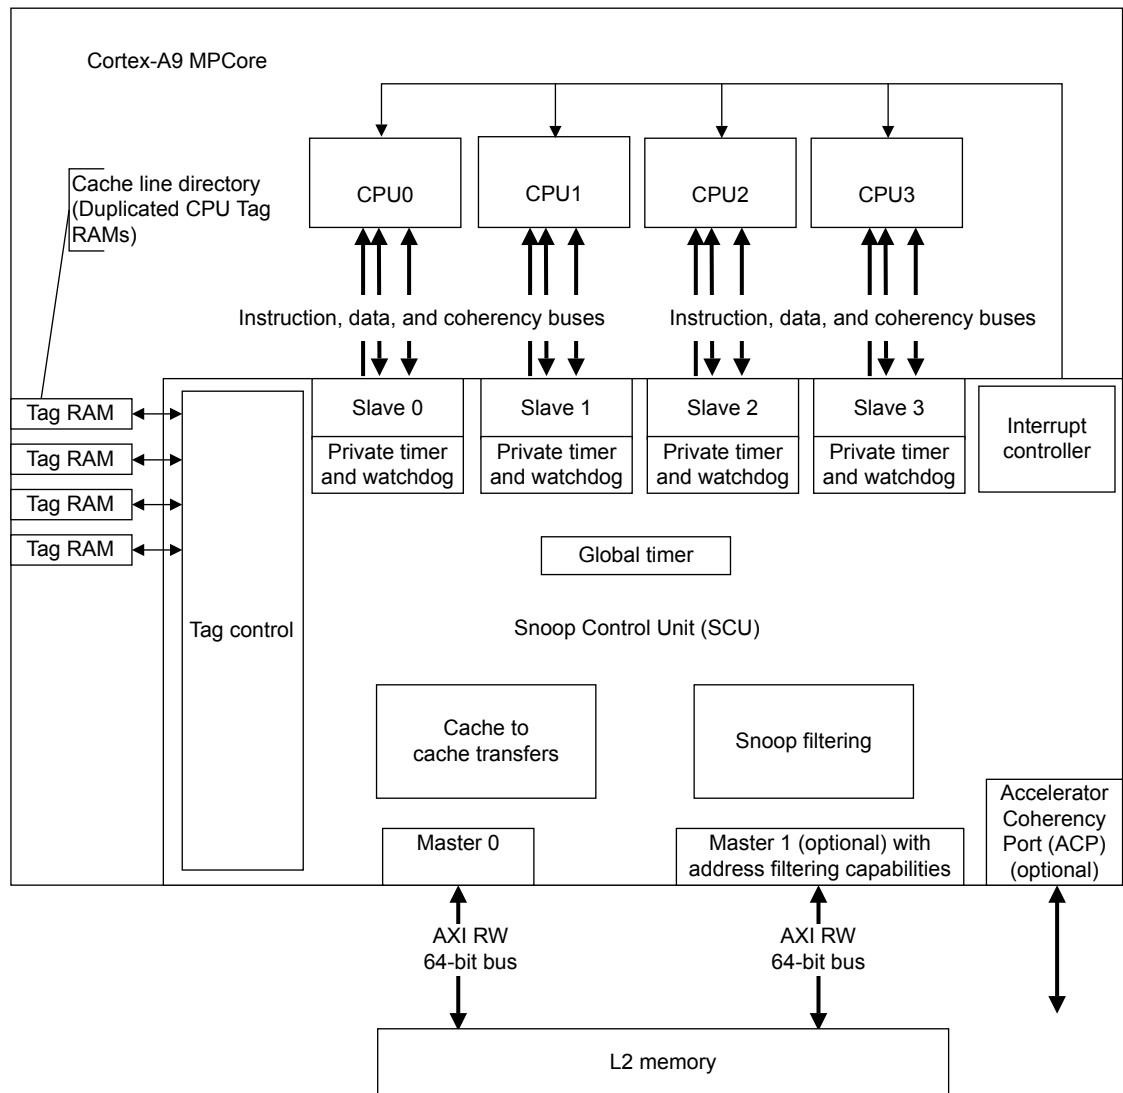 Cortex-A9 MPCore
Cache line directory
(Duplicated CPU Tag
RAMs)
CPU0
CPU1
CPU2
CPU3
Instruction, data, and coherency buses
Instruction, data, and coherency buses
Tag RAM
Tag RAM
Tag RAM
Tag RAM
Tag control
Slave 0
Private timer
and watchdog
Slave 1
Private timer
and watchdog
Slave 2
Private timer
and watchdog
Slave 3
Private timer
and watchdog
Interrupt
controller
Global timer
Snoop Control Unit (SCU)
Cache to
cache transfers
Snoop filtering
Master 0
Master 1 (optional) with
address filtering capabilities
Accelerator
Coherency
Port (ACP)
(optional)
AXI RW
64-bit bus
AXI RW
64-bit bus
L2 memory